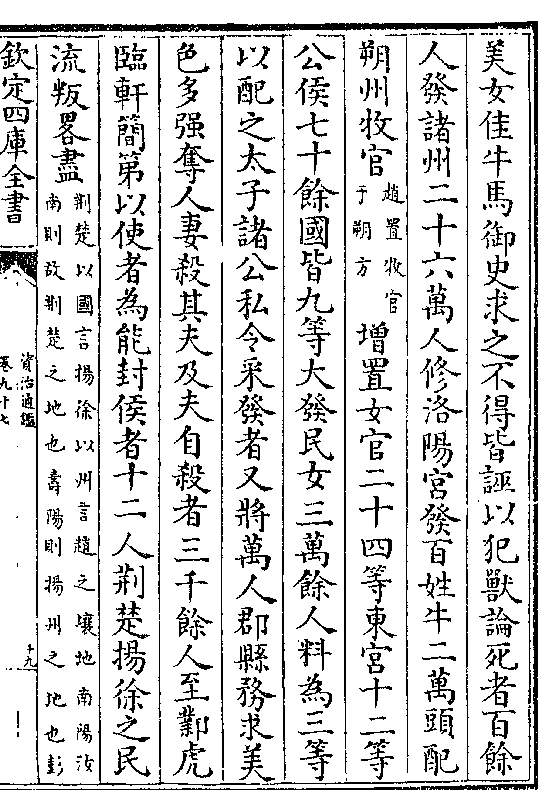 美女佳牛馬御史求之不得皆誣以犯獸論死者百餘
人發諸州二十六萬人修洛陽宮發百姓牛二萬頭配
朔州牧官趙置牧官于朔方增置女官二十四等東宮十二等
公侯七十餘國皆九等大發民女三萬餘人料為三等
以配之太子諸公私令采發者又將萬人郡縣務求美
色多强奪人妻殺其夫及夫自殺者三千餘人至鄴虎
臨軒簡第以使者為能封侯者十二人荆楚揚徐之民
流叛畧盡荆楚以國言揚徐以州言趙之壤地南陽汝南則故荆楚之地也壽陽則揚州之地也彭
欽定四庫全書
資治通鑑
卷九十七
十九